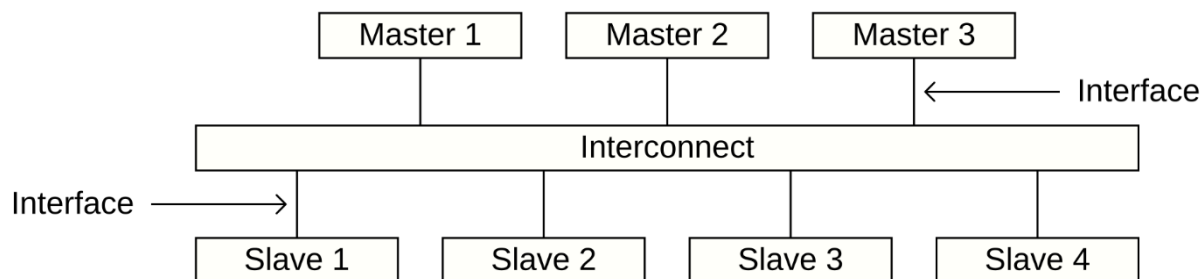 Master 1 Master 2 Master 3
Interface
Interconnect
Interface
Slave 1 Slave 2 Slave 3 Slave 4